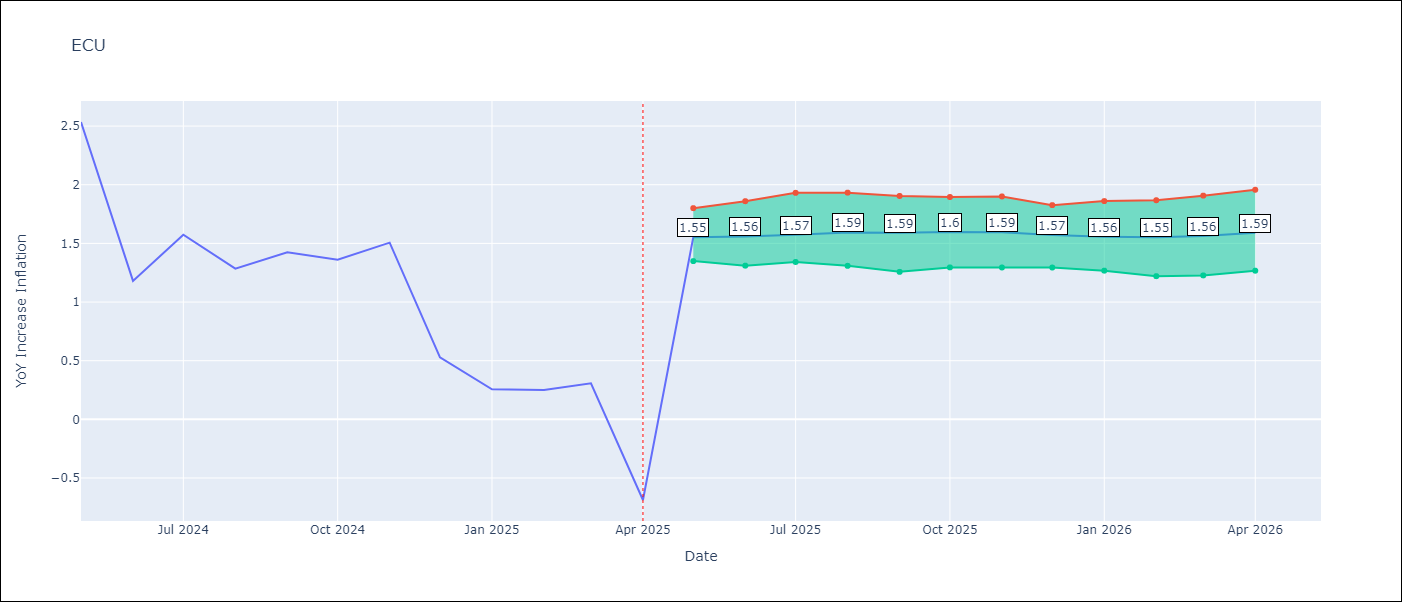 ECU
YoY Increase Inflation
2.5
2
1.5
1
0.5
0
−0.5
1.55
1.56
1.57
1.59
1.59
1.6
1.59
1.57
1.56
1.55
1.56
1.59
Jul 2024
Oct 2024
Jan 2025
Apr 2025
Jul 2025
Oct 2025
Jan 2026
Apr 2026
Date